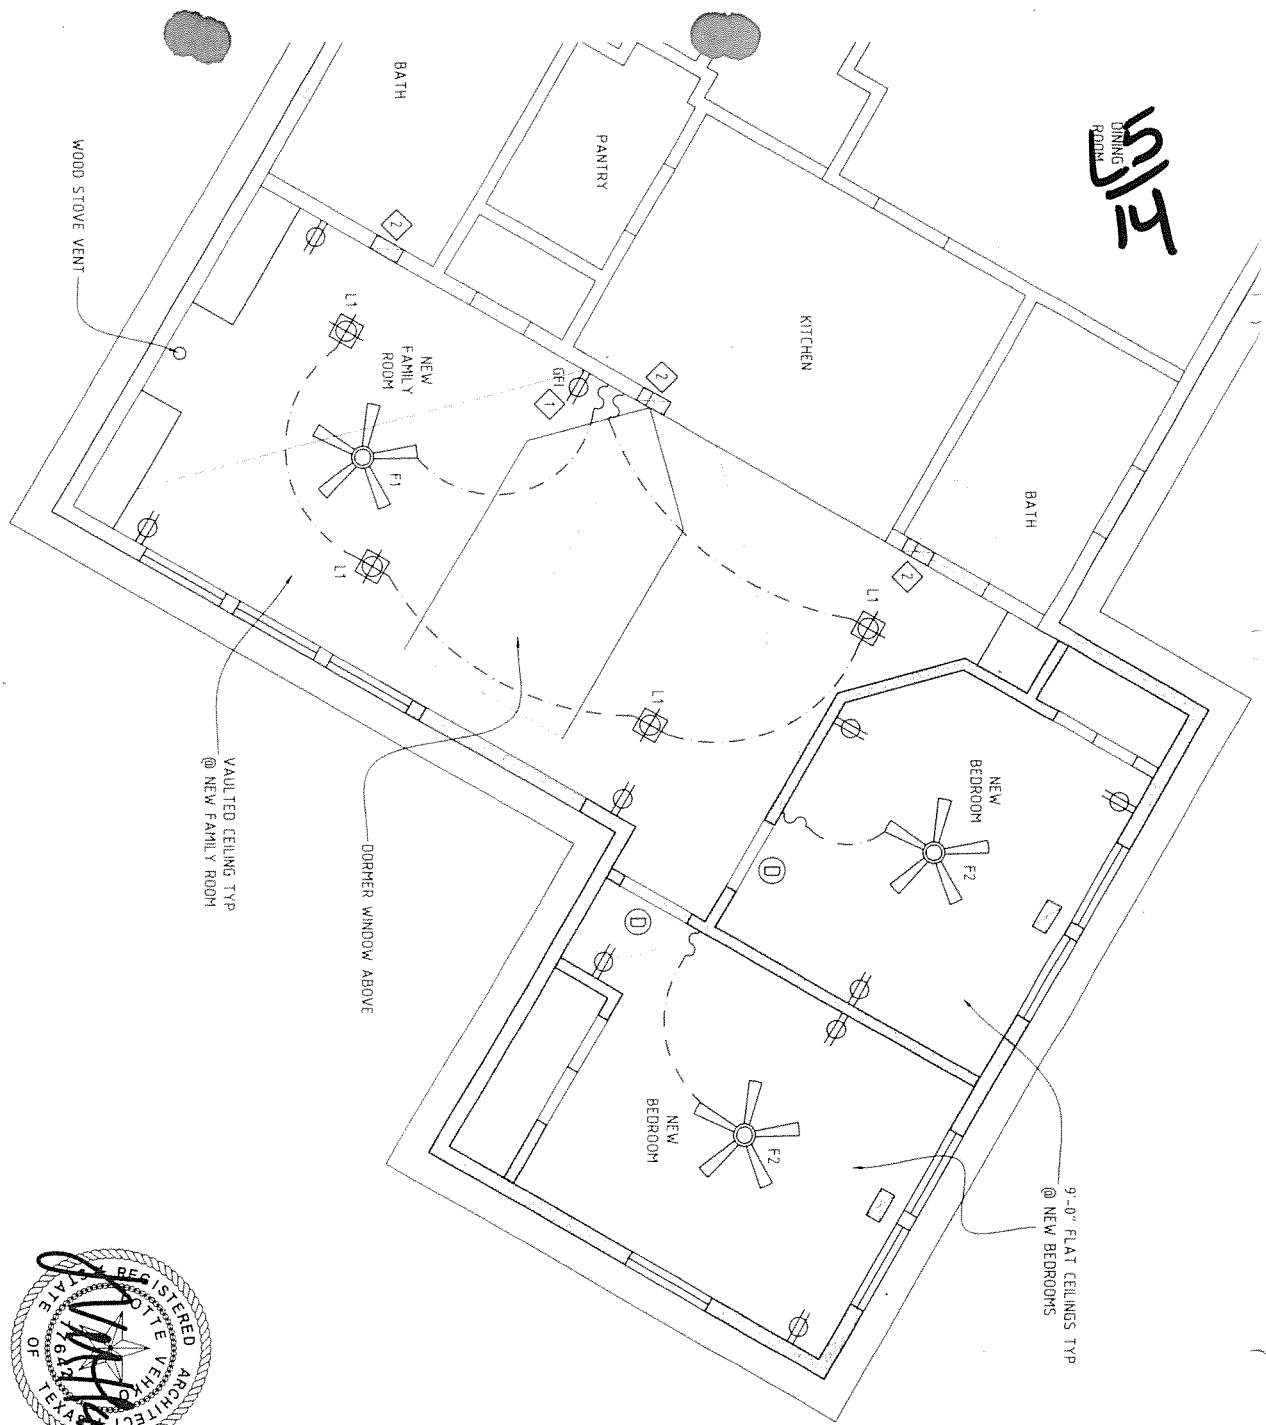 5/14
DINING
ROOM
BATH
PANTRY
KITCHEN
BATH
WOOD STOVE VENT
2
L1
NEW
FAMILY
ROOM
GFI
1
2
F1
L1
2
L1
L1
VAULTED CEILING TYP
@ NEW FAMILY ROOM
DORMER WINDOW ABOVE
NEW
BEDROOM
F2
D
D
NEW
BEDROOM
F2
9'-0" FLAT CEILINGS TYP
@ NEW BEDROOMS
REGISTERED ARCHITECT
STATE OF TEXAS